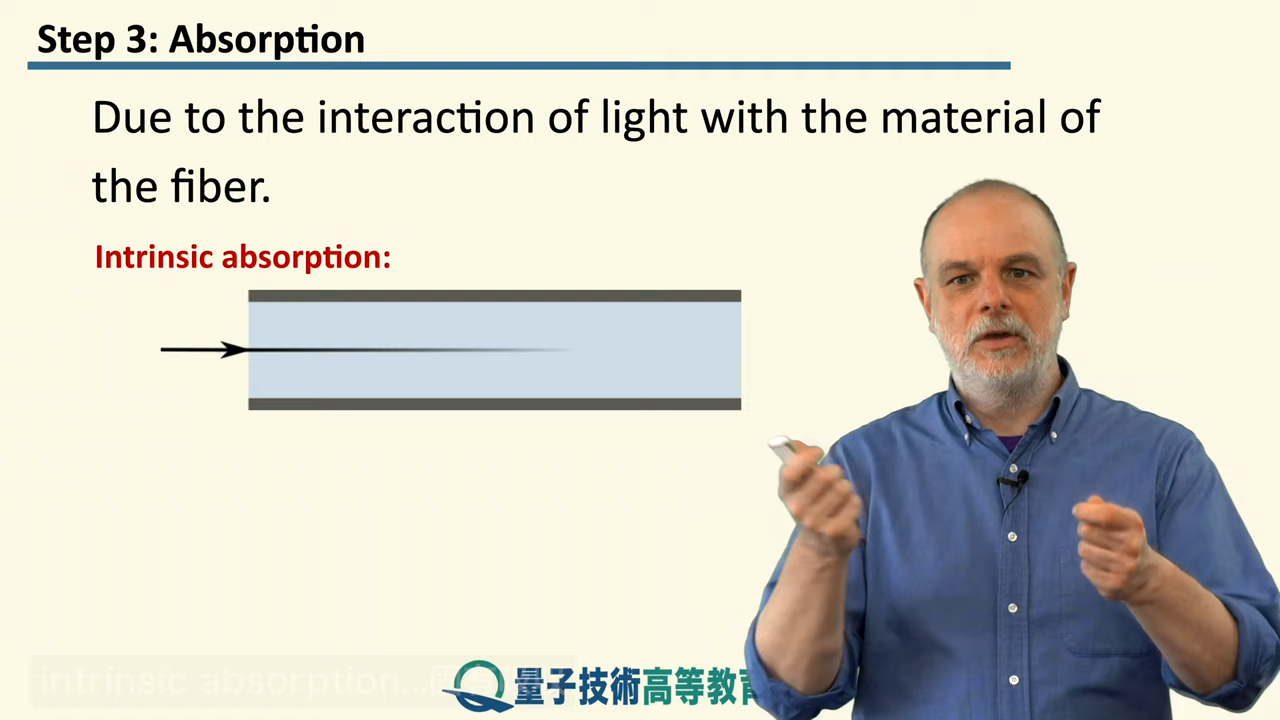 Step 3: Absorption
Due to the interaction of light with the material of
the fiber.
Intrinsic absorption:
intrinsic absorption...
量子技術高等教育